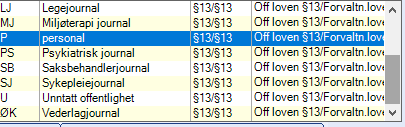 LJ Legejournal §13/§13 Off loven §13/Forvaltn.love
MJ Miljøterapi journal §13/§13 Off loven §13/Forvaltn.love
P personal §13/§13 Off loven §13/Forvaltn.love
PS Psykiatrisk journal §13/§13 Off loven §13/Forvaltn.love
SB Saksbehandlerjournal §13/§13 Off loven §13/Forvaltn.love
SJ Sykepleiejournal §13/§13 Off loven §13/Forvaltn.love
U Unntatt offentlighet §13/§13 Off loven §13/Forvaltn.love
ØK Vederlagjournal §13/§13 Off loven §13/Forvaltn.love